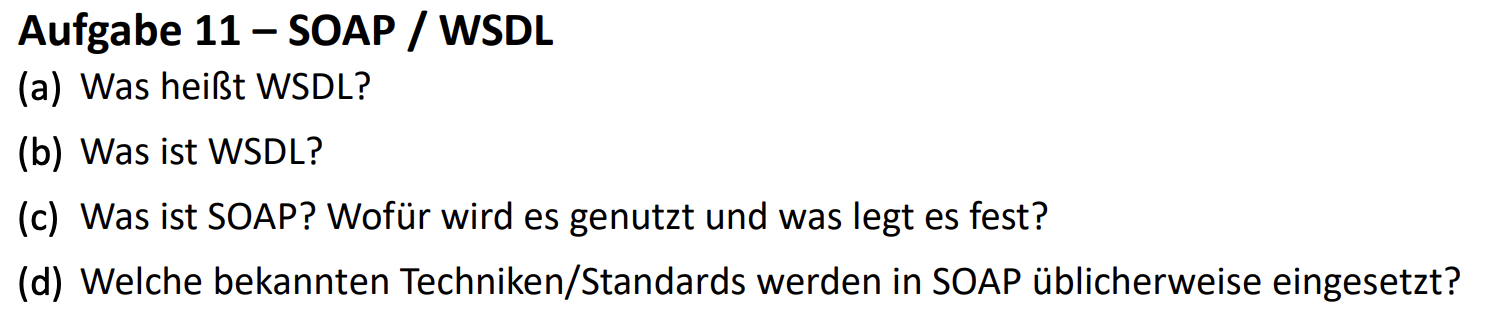 Aufgabe 11 – SOAP / WSDL
(a) Was heißt WSDL?
(b) Was ist WSDL?
(c) Was ist SOAP? Wofür wird es genutzt und was legt es fest?
(d) Welche bekannten Techniken/Standards werden in SOAP üblicherweise eingesetzt?